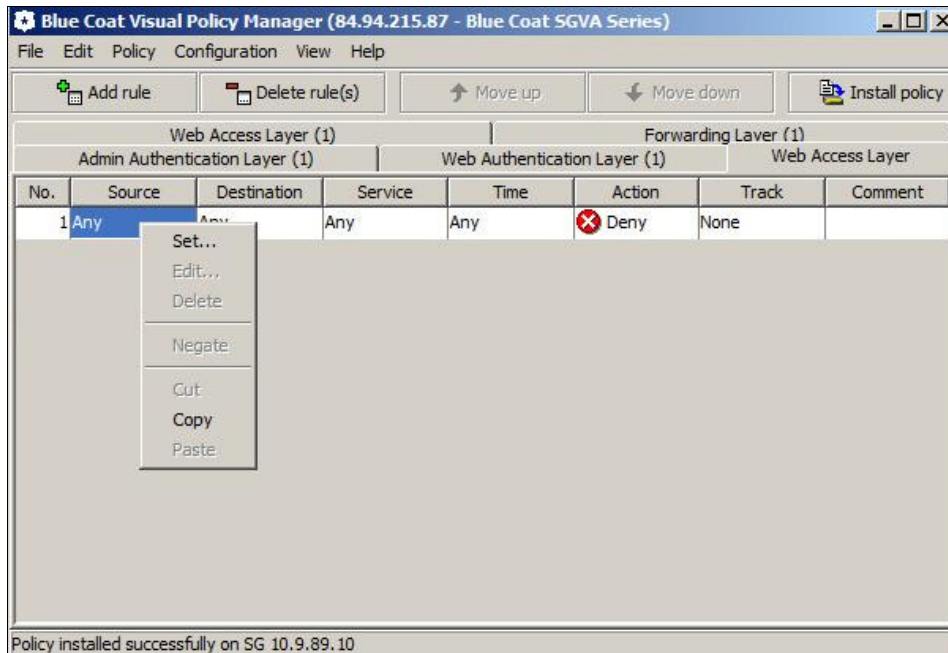 Blue Coat Visual Policy Manager (84.94.215.87 - Blue Coat SGVA Series)
File Edit Policy Configuration View Help
Add rule Delete rule(s) Move up Move down Install policy
Web Access Layer (1) Forwarding Layer (1)
Admin Authentication Layer (1) Web Authentication Layer (1) Web Access Layer
No. Source Destination Service Time Action Track Comment
1 Any Any Any Any Deny None
Set...
Edit...
Delete
Negate
Cut
Copy
Paste
Policy installed successfully on SG 10.9.89.10